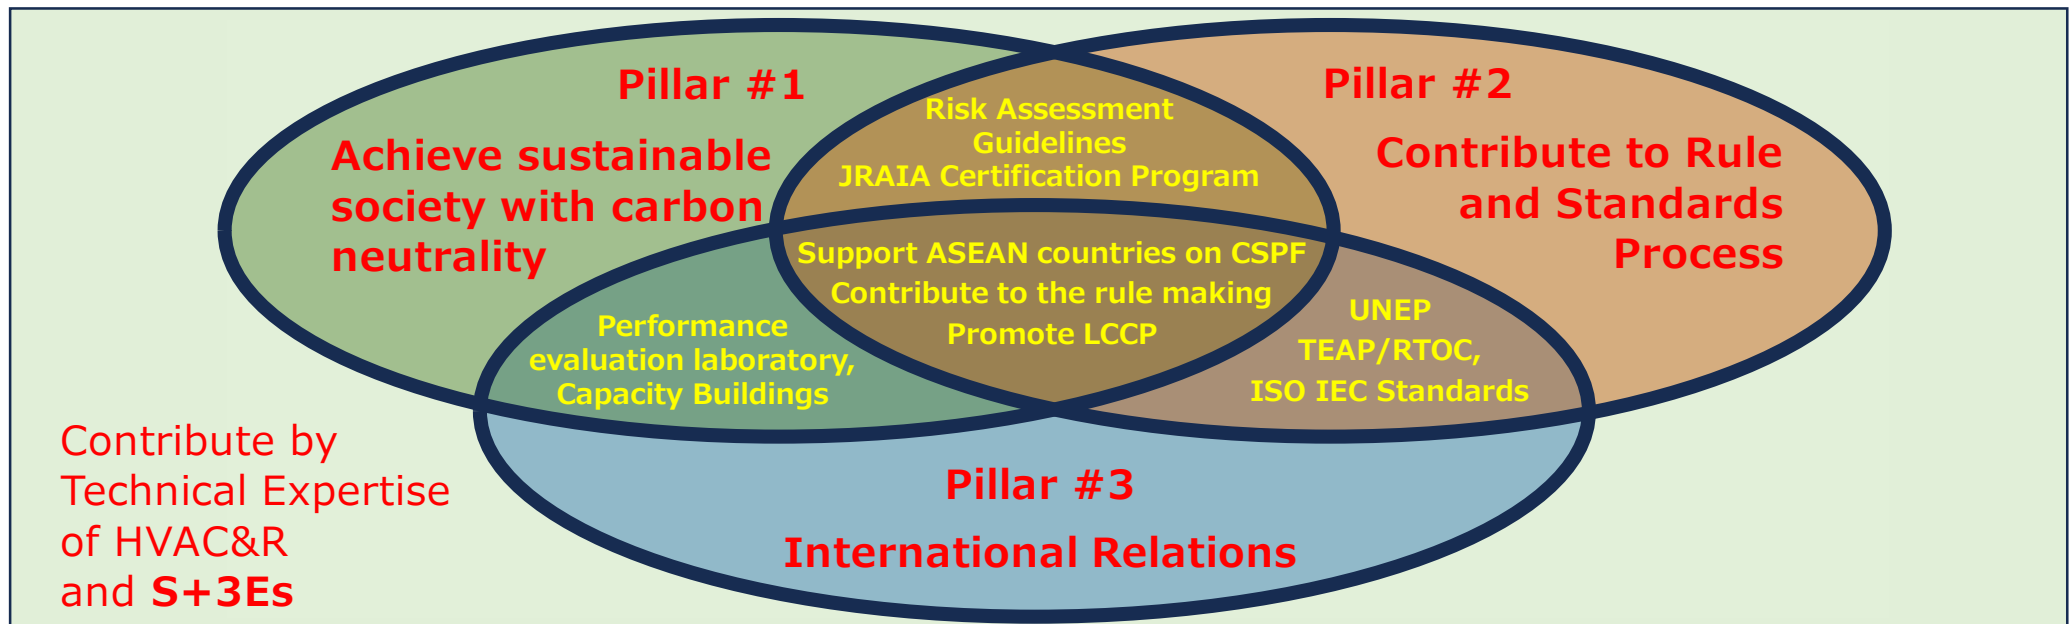 Pillar #1
Achieve sustainable
society with carbon
neutrality
Risk Assessment
Guidelines
JRAIA Certification Program
Pillar #2
Contribute to Rule
and Standards
Process
Support ASEAN countries on CSPF
Contribute to the rule making
Promote LCCP
Performance
evaluation laboratory,
Capacity Buildings
UNEP
TEAP/RTOC,
ISO IEC Standards
Pillar #3
International Relations
Contribute by
Technical Expertise
of HVAC&R
and S+3Es